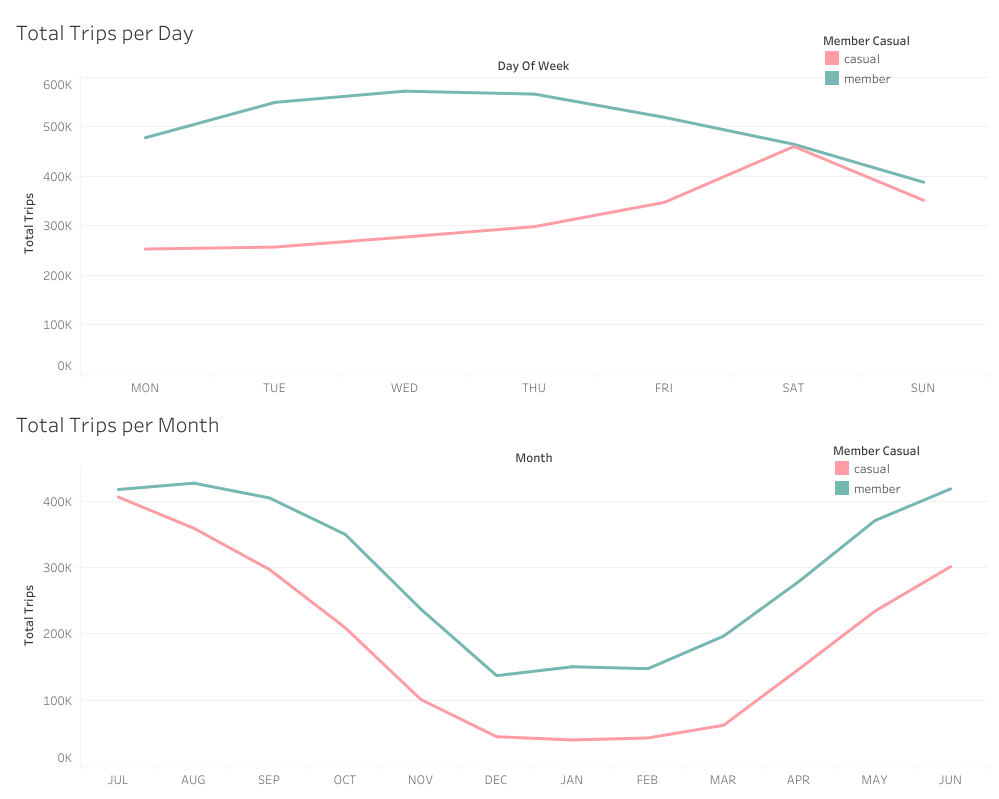 Total Trips per Day
Member Casual
casual
member
Day Of Week
600K
500K
400K
300K
200K
100K
0K
Total Trips
MON TUE WED THU FRI SAT SUN
Total Trips per Month
Member Casual
casual
member
Month
400K
300K
200K
100K
0K
Total Trips
JUL AUG SEP OCT NOV DEC JAN FEB MAR APR MAY JUN